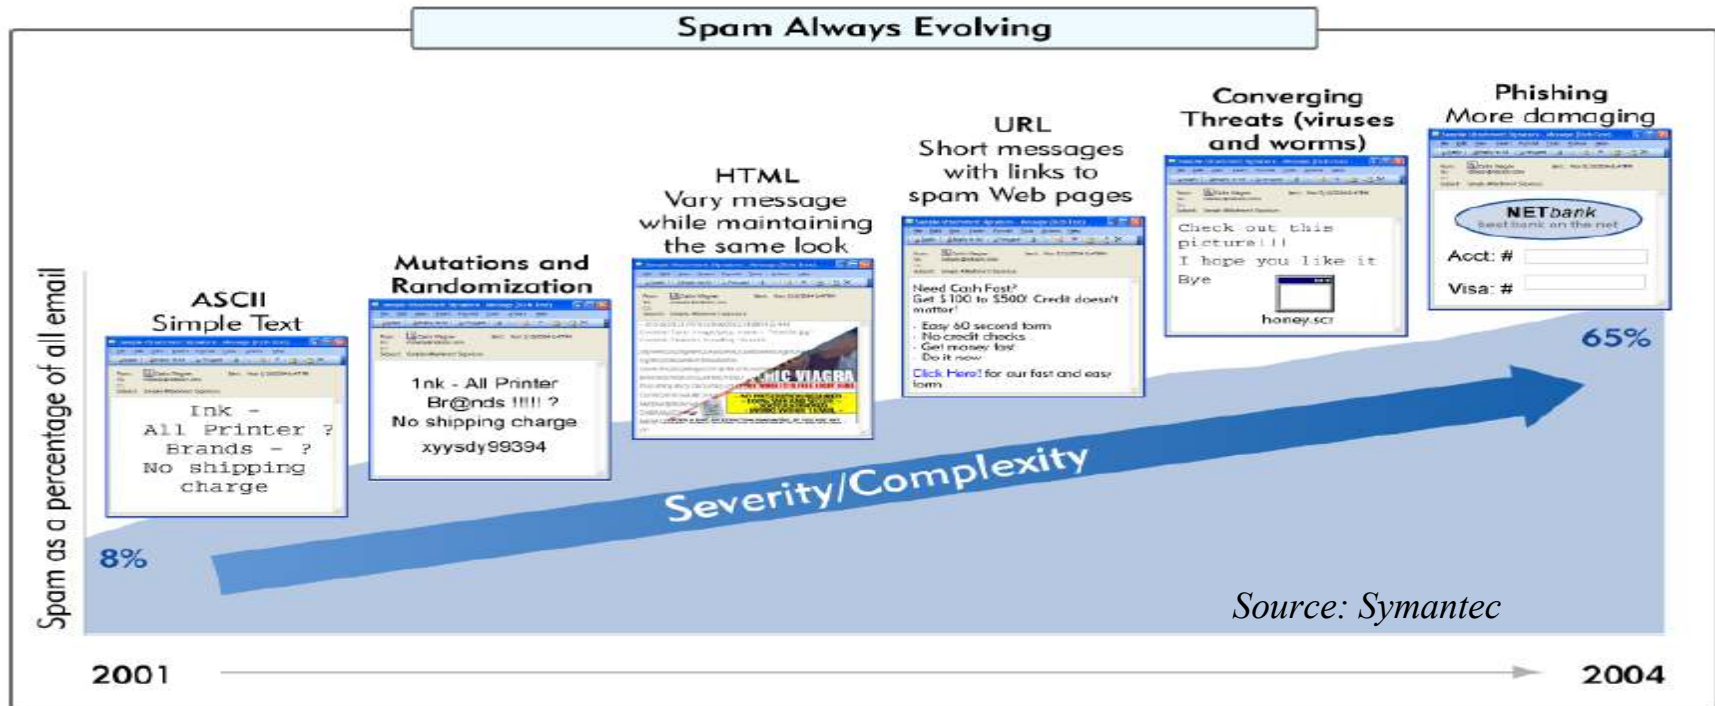 Spam Always Evolving
Spam as a percentage of all email
ASCII
Simple Text
Ink -
All Printer ?
Brands - ?
No shipping
charge
Mutations and
Randomization
1nk - All Printer
Br@nds !!!!! ?
No shipping charge
xyysdy99394
HTML
Vary message
while maintaining
the same look
VIAGRA
URL
Short messages
with links to
spam Web pages
Need Cash Fast?
Get $100 to $500! Credit doesn't
matter!
- Easy 60 second form
- No credit checks
- Get money fast
- Do it now
Click Here! for our fast and easy
form
Converging
Threats (viruses
and worms)
Check out this
picture!!!
I hope you like it
Bye
honey.scr
Phishing
More damaging
NETbank
best bank on the net
Acct: #
Visa: #
8%
65%
Severity/Complexity
Source: Symantec
2001
2004